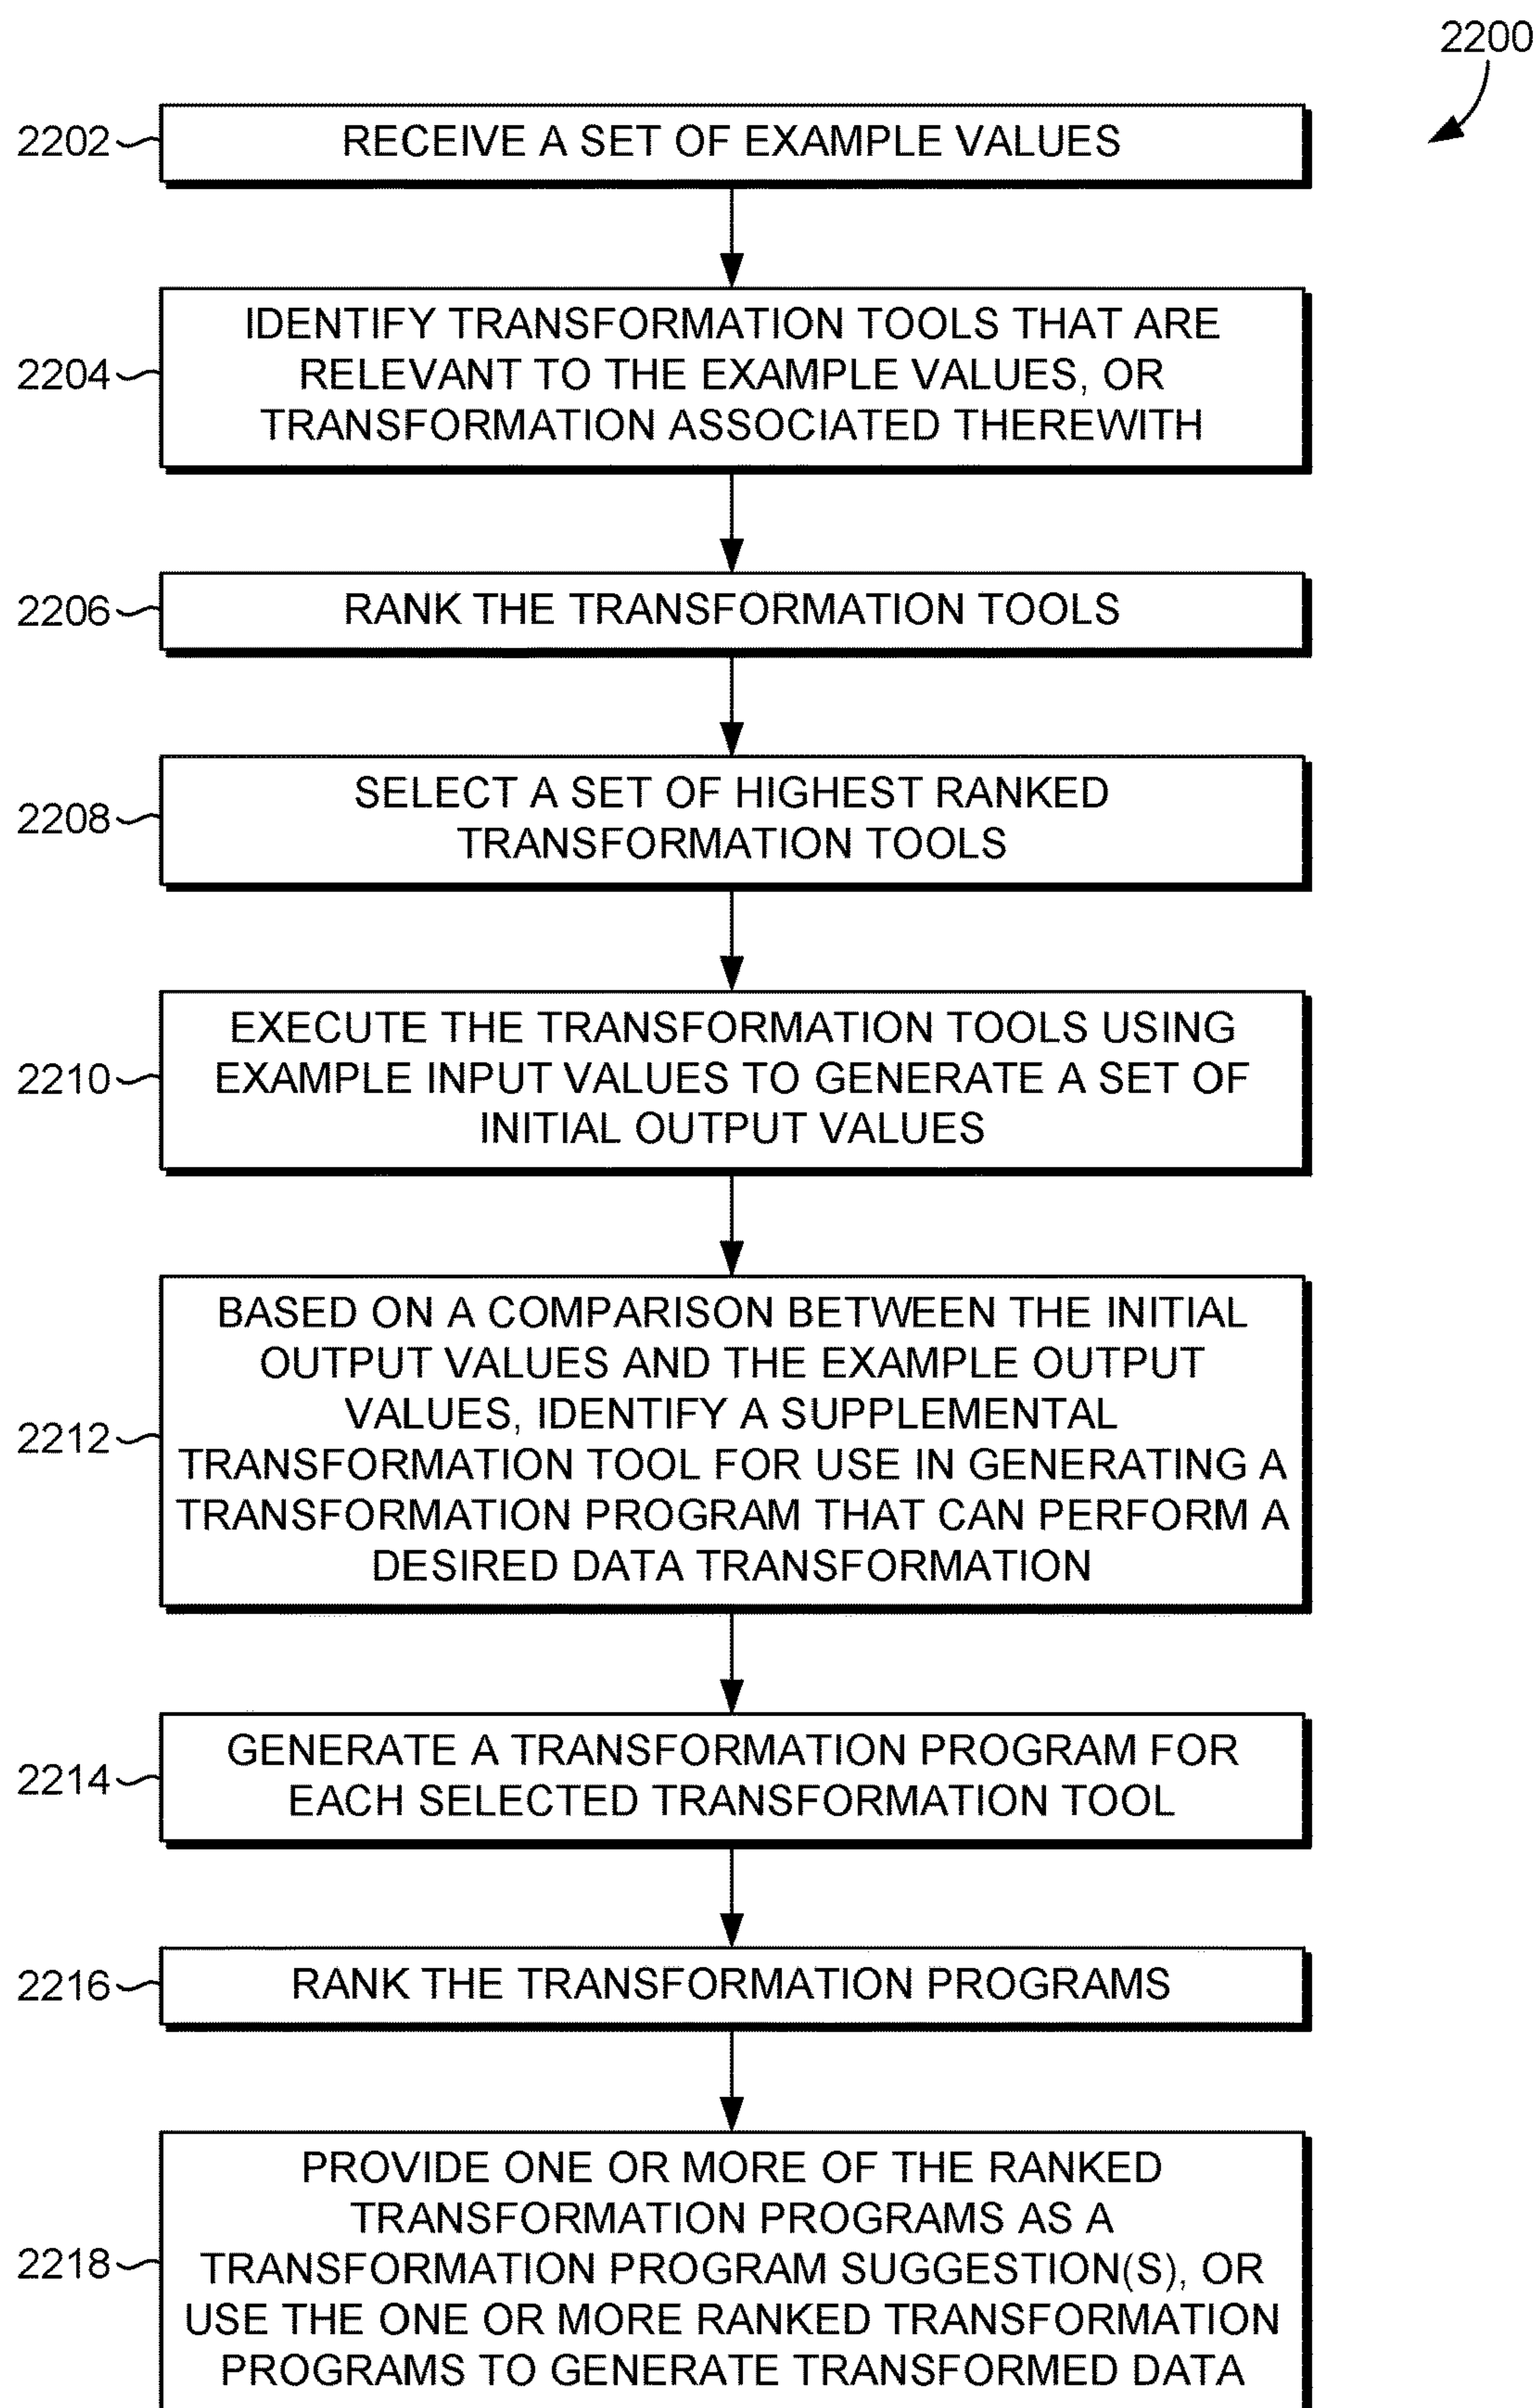 2200
2202
RECEIVE A SET OF EXAMPLE VALUES
2204
IDENTIFY TRANSFORMATION TOOLS THAT ARE
RELEVANT TO THE EXAMPLE VALUES, OR
TRANSFORMATION ASSOCIATED THEREWITH
2206
RANK THE TRANSFORMATION TOOLS
2208
SELECT A SET OF HIGHEST RANKED
TRANSFORMATION TOOLS
2210
EXECUTE THE TRANSFORMATION TOOLS USING
EXAMPLE INPUT VALUES TO GENERATE A SET OF
INITIAL OUTPUT VALUES
2212
BASED ON A COMPARISON BETWEEN THE INITIAL
OUTPUT VALUES AND THE EXAMPLE OUTPUT
VALUES, IDENTIFY A SUPPLEMENTAL
TRANSFORMATION TOOL FOR USE IN GENERATING A
TRANSFORMATION PROGRAM THAT CAN PERFORM A
DESIRED DATA TRANSFORMATION
2214
GENERATE A TRANSFORMATION PROGRAM FOR
EACH SELECTED TRANSFORMATION TOOL
2216
RANK THE TRANSFORMATION PROGRAMS
2218
PROVIDE ONE OR MORE OF THE RANKED
TRANSFORMATION PROGRAMS AS A
TRANSFORMATION PROGRAM SUGGESTION(S), OR
USE THE ONE OR MORE RANKED TRANSFORMATION
PROGRAMS TO GENERATE TRANSFORMED DATA